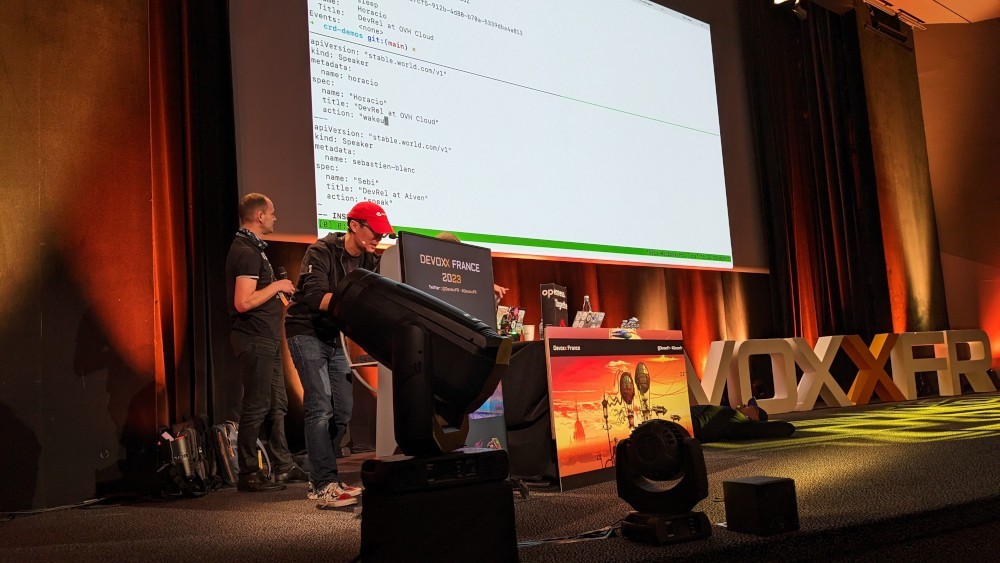 sleep
Title:   Horacio
DevRel at OVH Cloud
Events:   <none>
crd-demos git:(main)
apiVersion: "stable.world.com/v1"
kind: Speaker
metadata:
name: horacio
spec:
name: "Horacio"
title: "DevRel at OVH Cloud"
action: "wakeu
---
apiVersion: "stable.world.com/v1"
kind: Speaker
metadata:
name: sebastien-blanc
spec:
name: "Sebi"
title: "DevRel at Aiven"
action: "speak"
~
DEVOXX FRANCE
2023
Devoxx France
VOXXFR